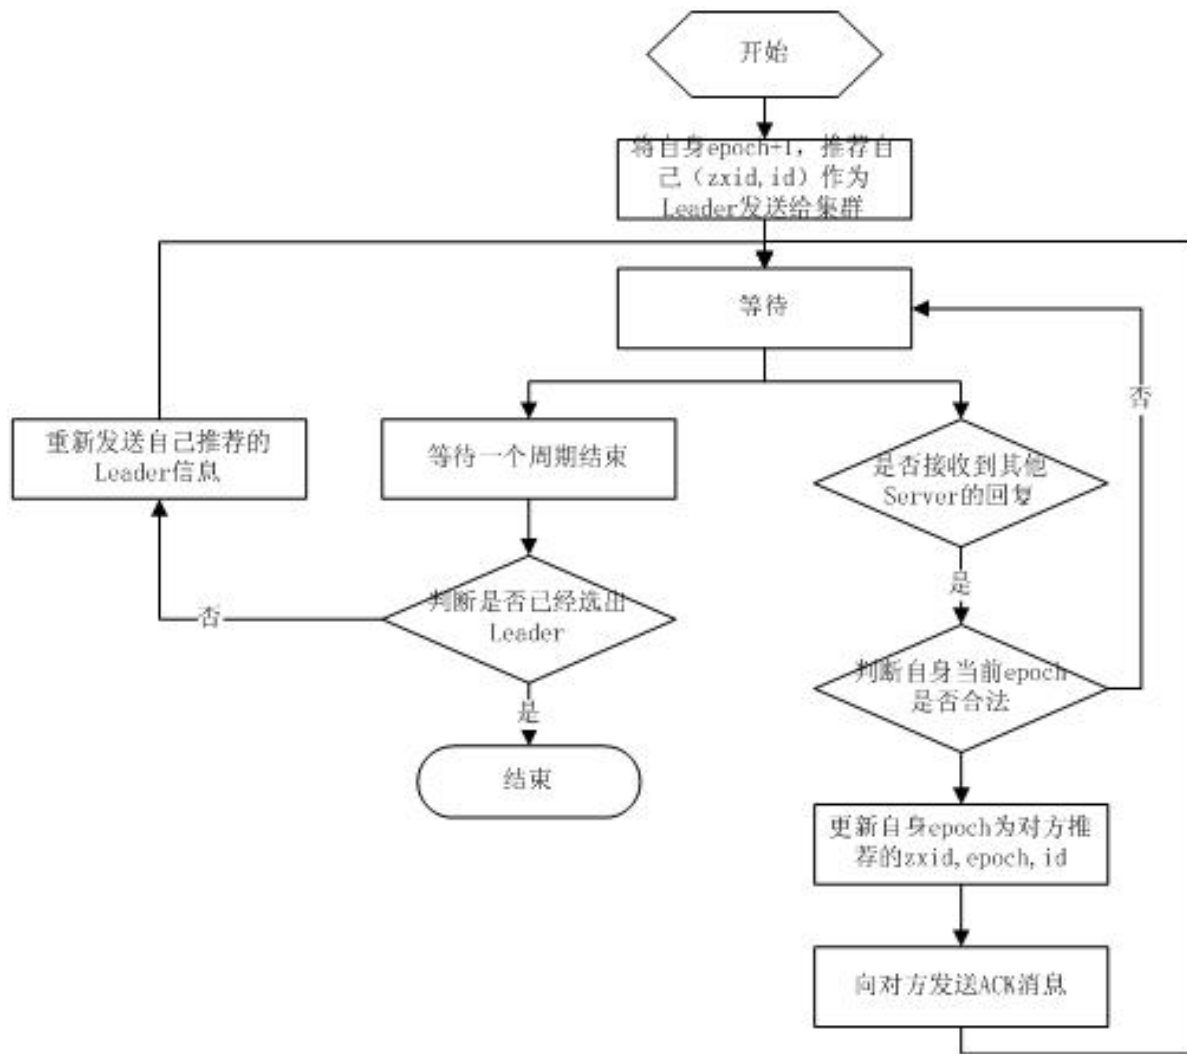 开始
将自身epoch+1，推荐自
己（zxid,id）作为
Leader发送给集群
等待
否
重新发送自己推荐的
Leader信息
等待一个周期结束
是否接收到其他
Server的回复
是
否
判断是否已经选出
Leader
判断自身当前epoch
是否合法
是
结束
更新自身epoch为对方推
荐的zxid,epoch,id
向对方发送ACK消息